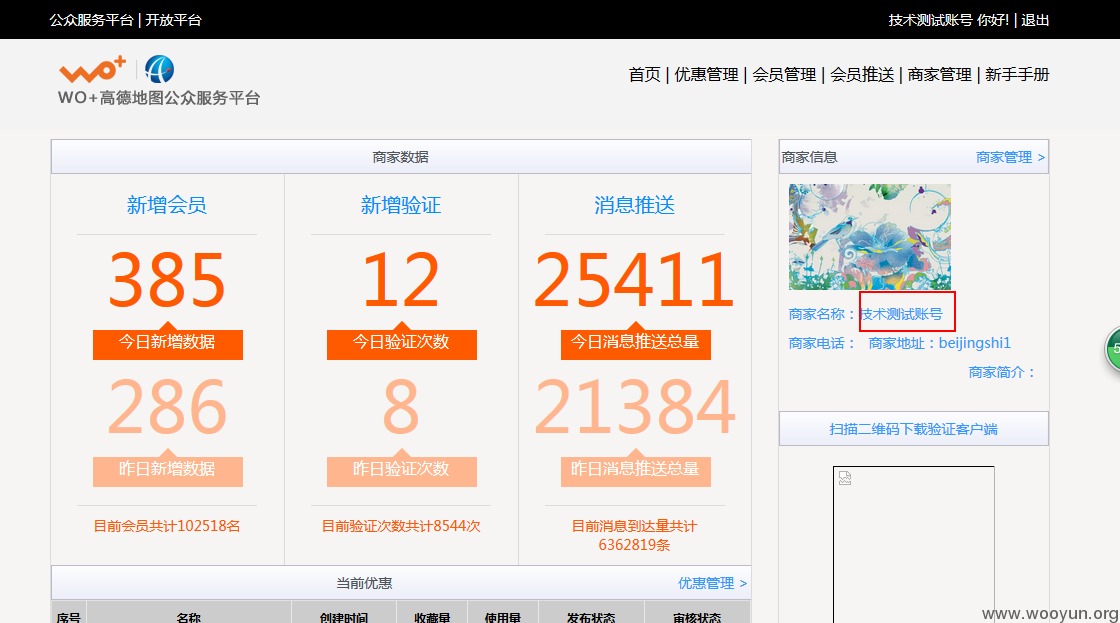 公众服务平台 | 开放平台
技术测试账号 你好! | 退出
WO+
WO+高德地图公众服务平台
首页 | 优惠管理 | 会员管理 | 会员推送 | 商家管理 | 新手手册
商家数据
新增会员
385
今日新增数据
286
昨日新增数据
目前会员共计102518名
新增验证
12
今日验证次数
8
昨日验证次数
目前验证次数共计8544次
消息推送
25411
今日消息推送总量
21384
昨日消息推送总量
目前消息到达量共计
6362819条
当前优惠
优惠管理 >
序号 名称 创建时间 收藏量 使用量 发布状态 审核状态
商家信息
商家管理 >
商家名称：技术测试账号
商家电话： 商家地址：beijingshi1
商家简介：
扫描二维码下载验证客户端
5
www.wooyun.org